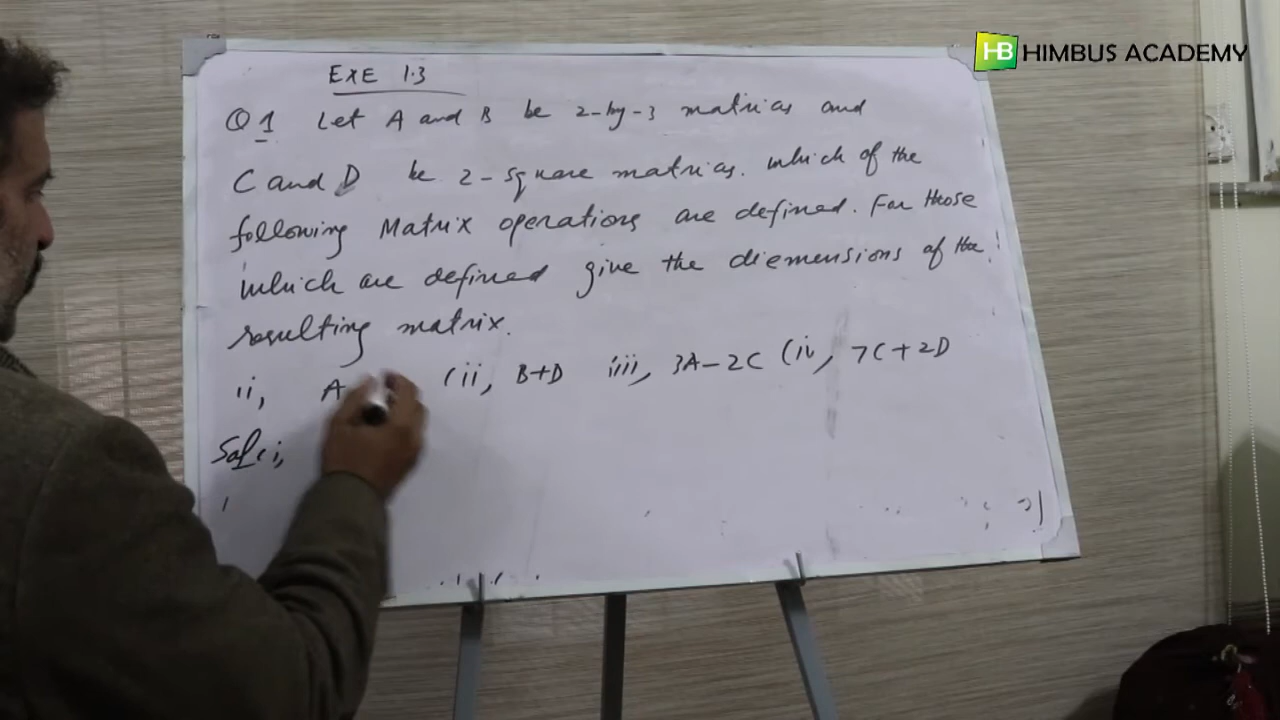 HB HIMBUS ACADEMY
EXE 1.3
Q1 Let A and B be 2-by-3 matrices and
C and D be 2-square matrices. which of the
following Matrix operations are defined. For those
which are defined give the diemensions of the
resulting matrix.
(i, A (ii, B+D (iii, 3A-2C (iv, 7C+2D
Sol (i,